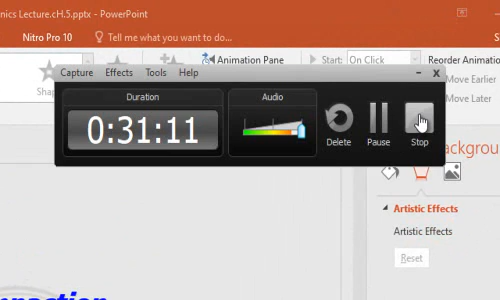 nics Lecture.cH.5.pptx - PowerPoint
Nitro Pro 10 Tell me what you want to do...
Animation Pane Start: On Click Reorder Animatio
Capture Effects Tools Help - x
Move Earlier
Move Later
Duration Audio
0:31:11
Delete Pause Stop
ackgrou
Artistic Effects
Artistic Effects
Reset